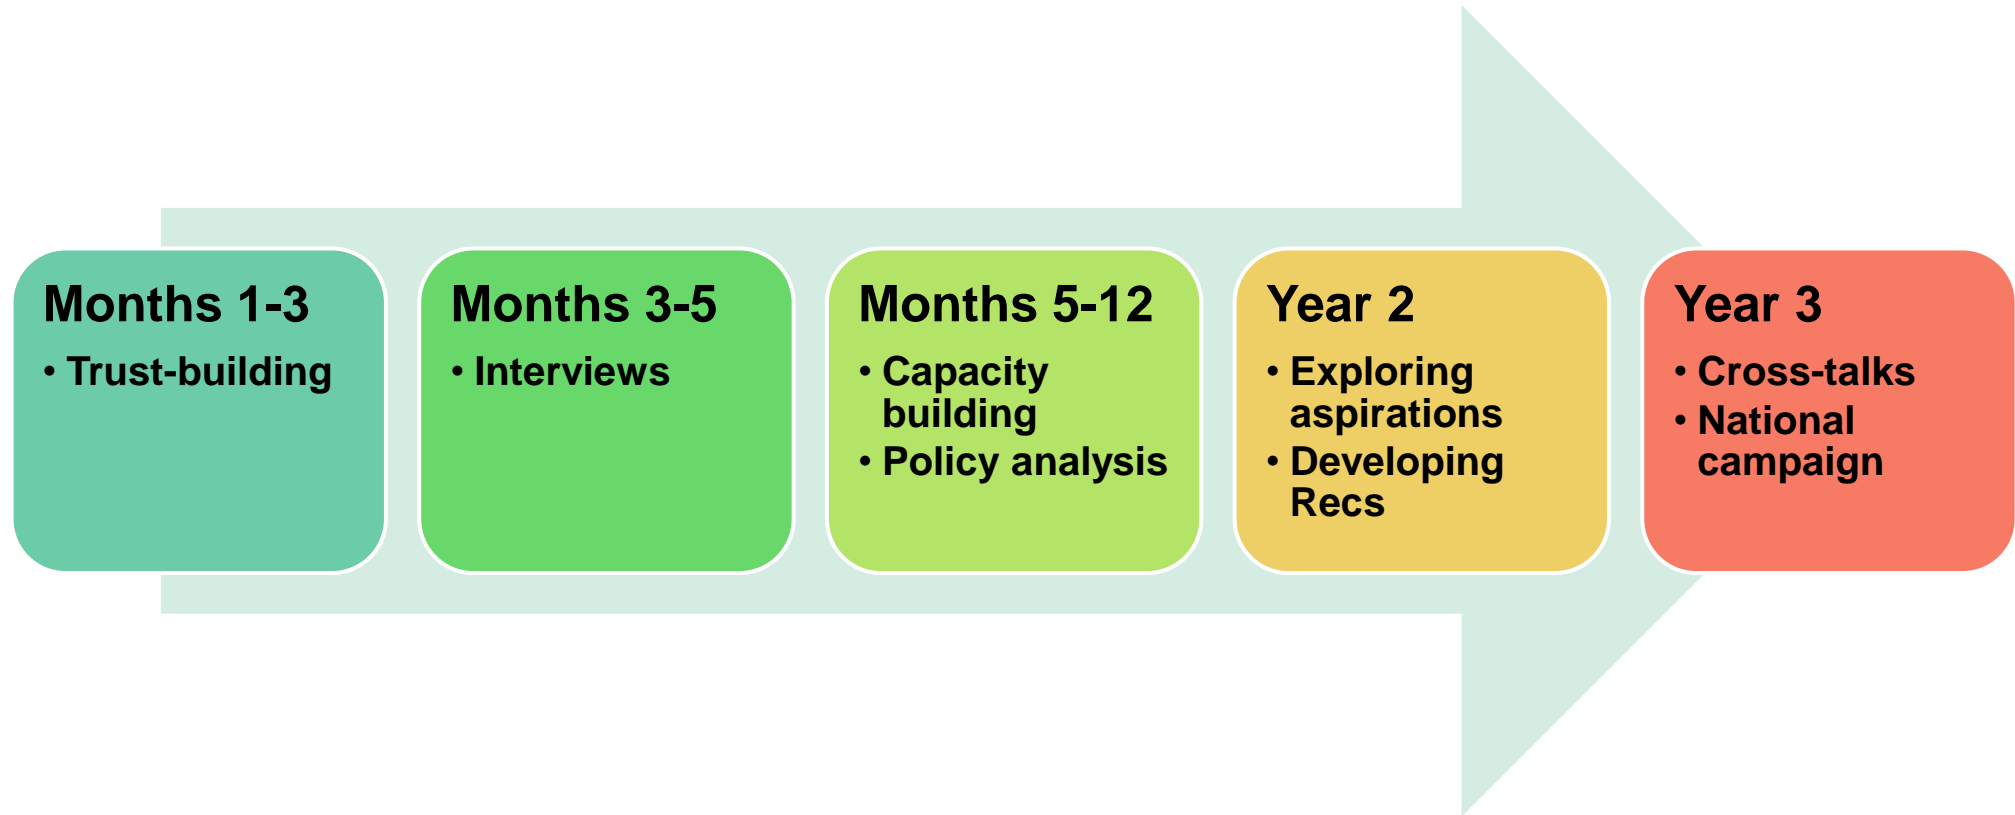 Months 1-3
• Trust-building
Months 3-5
• Interviews
Months 5-12
• Capacity
building
• Policy analysis
Year 2
• Exploring
aspirations
• Developing
Recs
Year 3
• Cross-talks
• National
campaign